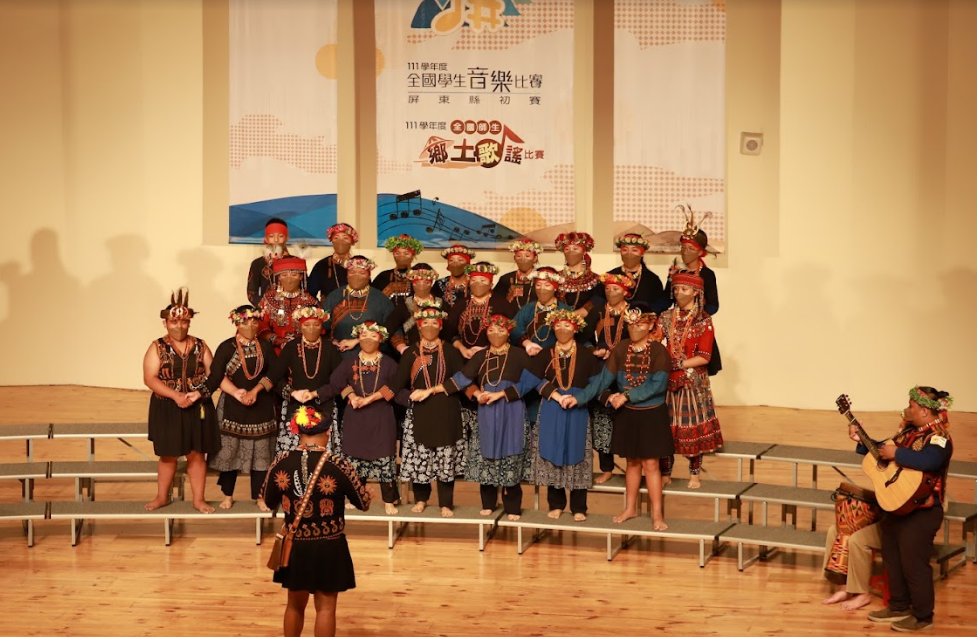 111學年度
全國學生音樂比賽
屏東縣初賽
111學年度 全國師生
鄉土歌謠比賽